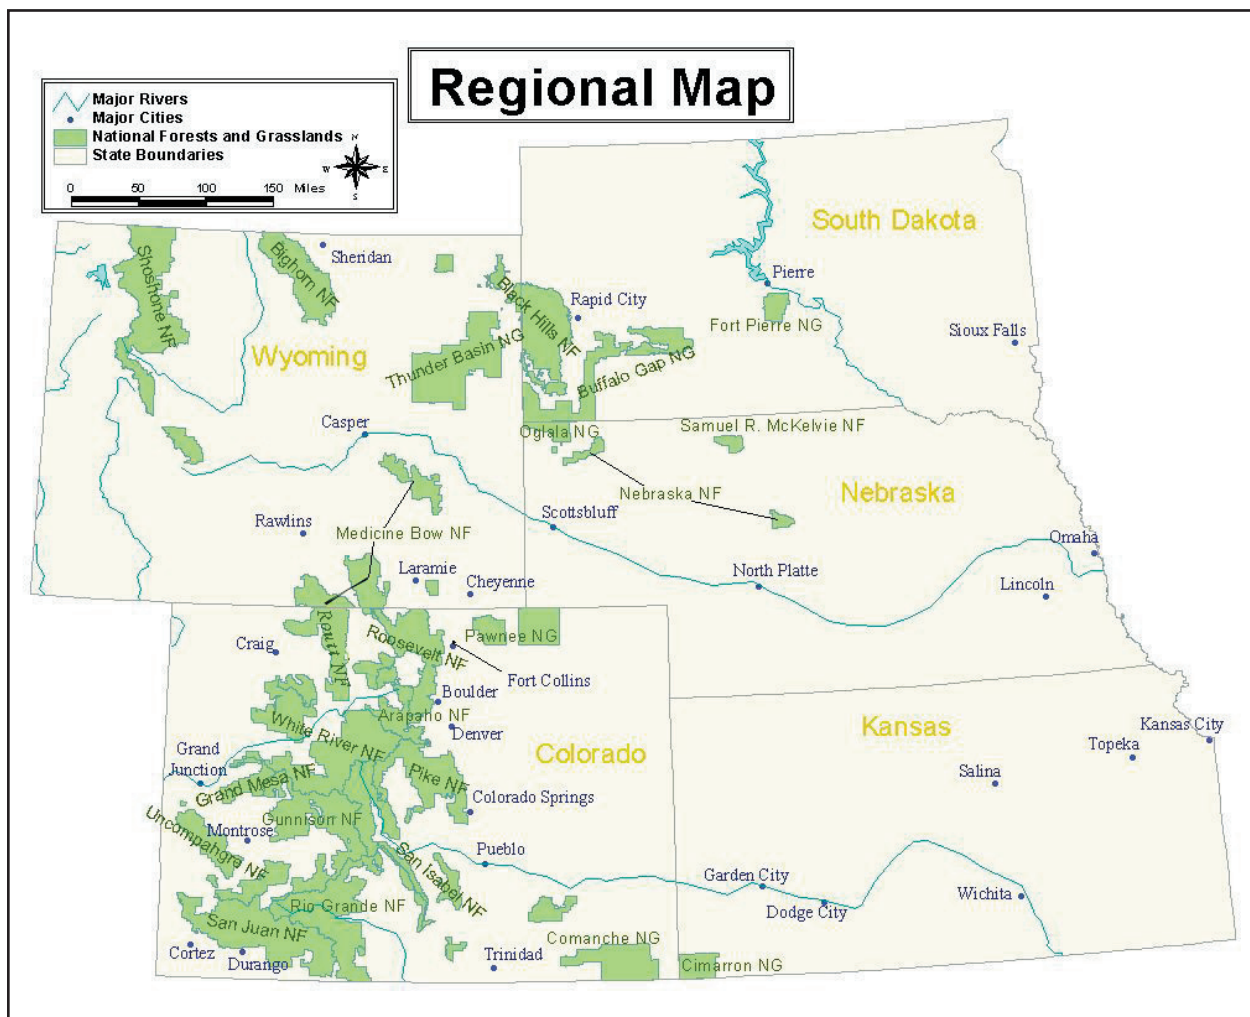 Regional Map
Major Rivers
Major Cities
National Forests and Grasslands
State Boundaries
N
W
E
S
0 50 100 150 Miles
South Dakota
Shoshone NF
Bighorn NF
Sheridan
Black Hills NF
Rapid City
Pierre
Fort Pierre NG
Sioux Falls
Wyoming
Thunder Basin NG
Buffalo Gap NG
Casper
Oglala NG
Samuel R. McKelvie NF
Nebraska NF
Nebraska
Rawlins
Medicine Bow NF
Scottsbluff
Omaha
Laramie
Cheyenne
North Platte
Lincoln
Craig
Routt NF
Roosevelt NF
Pawnee NG
Fort Collins
Boulder
Arapaho NF
Denver
White River NF
Colorado
Kansas
Kansas City
Topeka
Grand
Junction
Grand Mesa NF
Pike NF
Salina
Colorado Springs
Uncompahgre NF
Montrose
Gunnison NF
Pueblo
San Isabel NF
Garden City
Dodge City
Wichita
Rio Grande NF
San Juan NF
Cortez
Durango
Trinidad
Comanche NG
Cimarron NG